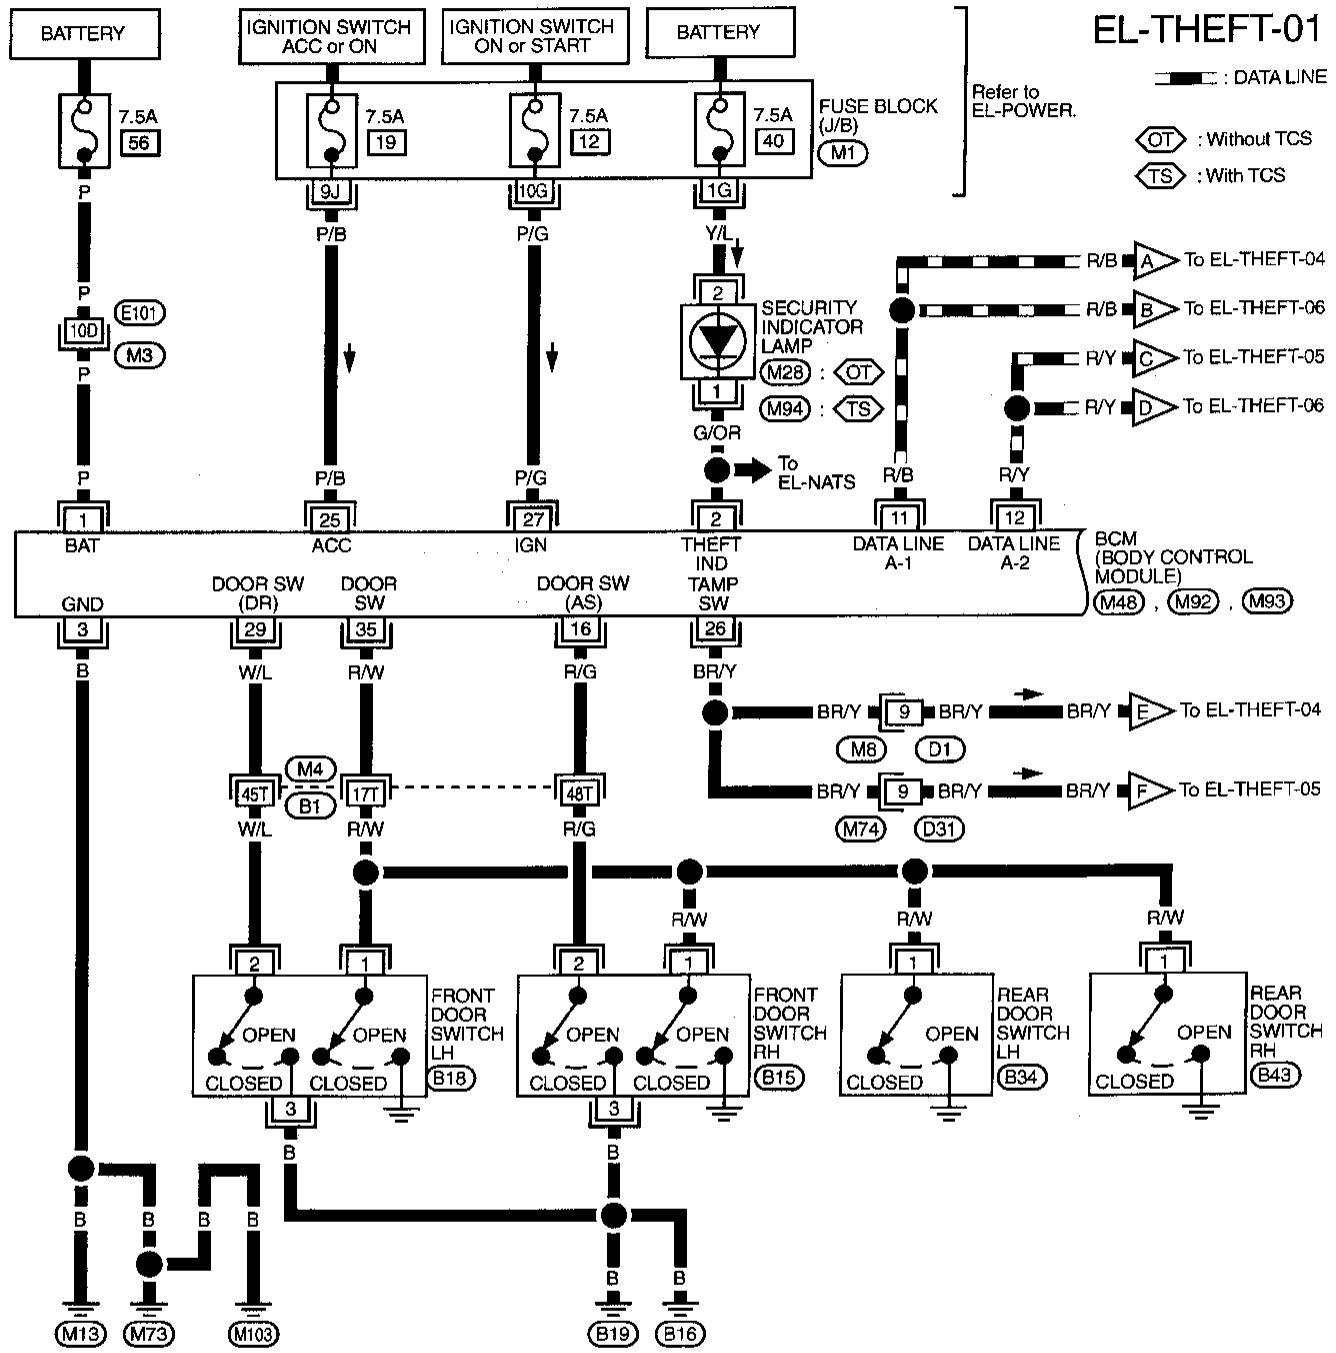 EL-THEFT-01
BATTERY
IGNITION SWITCH
ACC or ON
IGNITION SWITCH
ON or START
BATTERY
: DATA LINE
OT : Without TCS
TS : With TCS
7.5A
56
7.5A
19
7.5A
12
7.5A
40
FUSE BLOCK
(J/B)
M1
Refer to
EL-POWER.
9J
10G
1G
P
P/B
P/G
Y/L
P
10D
E101
M3
P
2
SECURITY
INDICATOR
LAMP
M28 : OT
M94 : TS
1
G/OR
To
EL-NATS
R/B A To EL-THEFT-04
R/B B To EL-THEFT-06
R/Y C To EL-THEFT-05
R/Y D To EL-THEFT-06
P
P/B
P/G
R/B
R/Y
1
25
27
2
11
12
BAT
ACC
IGN
THEFT
IND
DATA LINE
A-1
DATA LINE
A-2
BCM
(BODY CONTROL
MODULE)
M48 , M92 , M93
GND
DOOR SW
(DR)
DOOR
SW
DOOR SW
(AS)
TAMP
SW
3
29
35
16
26
B
W/L
R/W
R/G
BR/Y
BR/Y 9 BR/Y BR/Y E To EL-THEFT-04
M8 D1
BR/Y 9 BR/Y BR/Y F To EL-THEFT-05
M74 D31
M4
45T
B1
17T
48T
W/L
R/W
R/G
R/W
R/W
R/W
2
1
2
1
1
1
OPEN
CLOSED
OPEN
CLOSED
FRONT
DOOR
SWITCH
LH
B18
OPEN
CLOSED
OPEN
CLOSED
FRONT
DOOR
SWITCH
RH
B15
OPEN
CLOSED
REAR
DOOR
SWITCH
LH
B34
OPEN
CLOSED
REAR
DOOR
SWITCH
RH
B43
3
3
B
B
B
B
B
B
B
B
M13
M73
M103
B19
B16